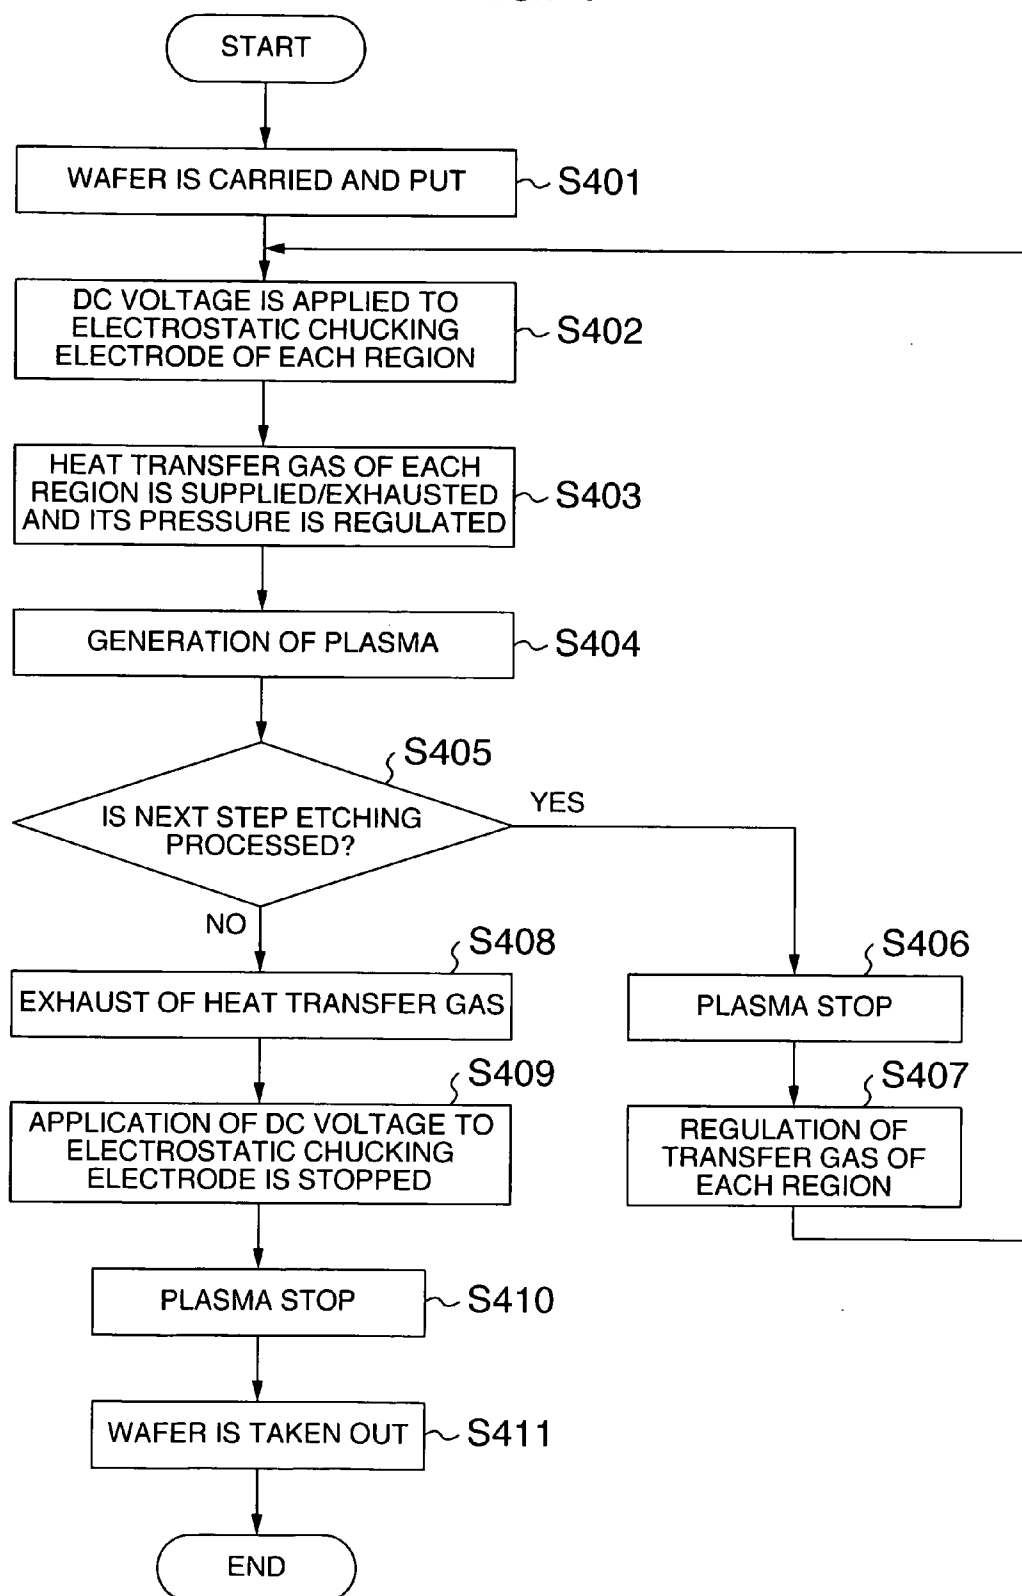 START
WAFER IS CARRIED AND PUT
S401
DC VOLTAGE IS APPLIED TO
ELECTROSTATIC CHUCKING
ELECTRODE OF EACH REGION
S402
HEAT TRANSFER GAS OF EACH
REGION IS SUPPLIED/EXHAUSTED
AND ITS PRESSURE IS REGULATED
S403
GENERATION OF PLASMA
S404
S405
IS NEXT STEP ETCHING
PROCESSED?
YES
NO
S408
EXHAUST OF HEAT TRANSFER GAS
S406
PLASMA STOP
S409
APPLICATION OF DC VOLTAGE TO
ELECTROSTATIC CHUCKING
ELECTRODE IS STOPPED
S407
REGULATION OF
TRANSFER GAS OF
EACH REGION
PLASMA STOP
S410
WAFER IS TAKEN OUT
S411
END